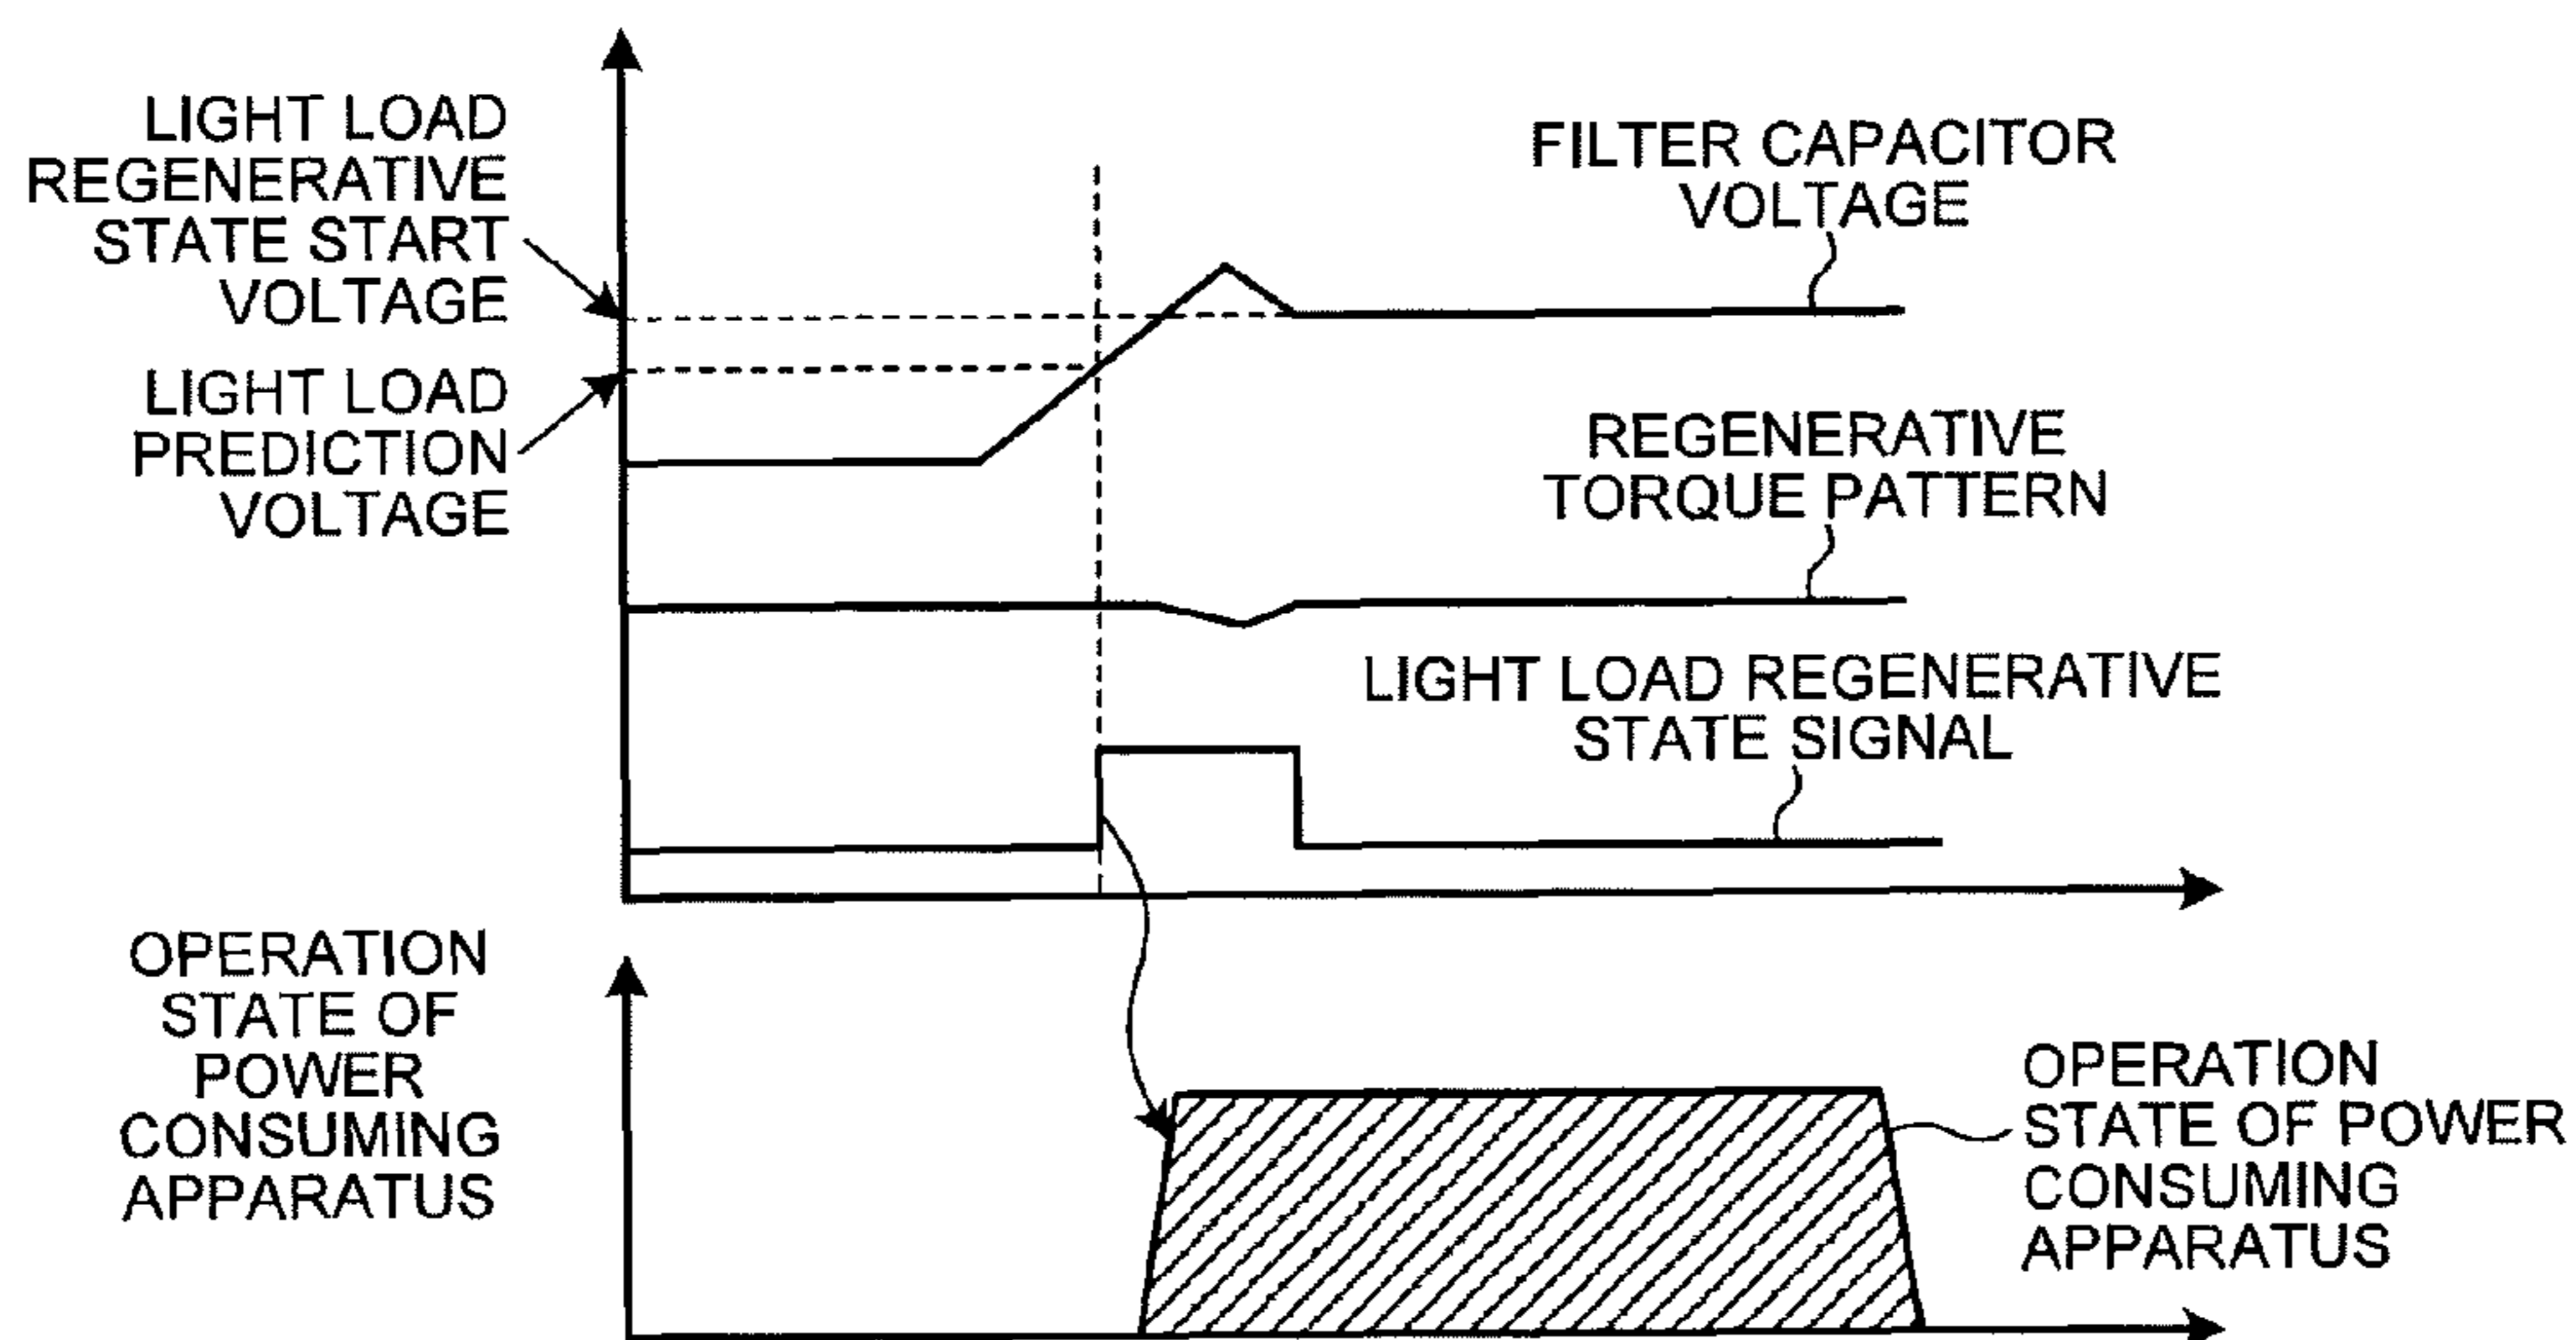 LIGHT LOAD
REGENERATIVE
STATE START
VOLTAGE
LIGHT LOAD
PREDICTION
VOLTAGE
FILTER CAPACITOR
VOLTAGE
REGENERATIVE
TORQUE PATTERN
LIGHT LOAD REGENERATIVE
STATE SIGNAL
OPERATION
STATE OF
POWER
CONSUMING
APPARATUS
OPERATION
STATE OF POWER
CONSUMING
APPARATUS